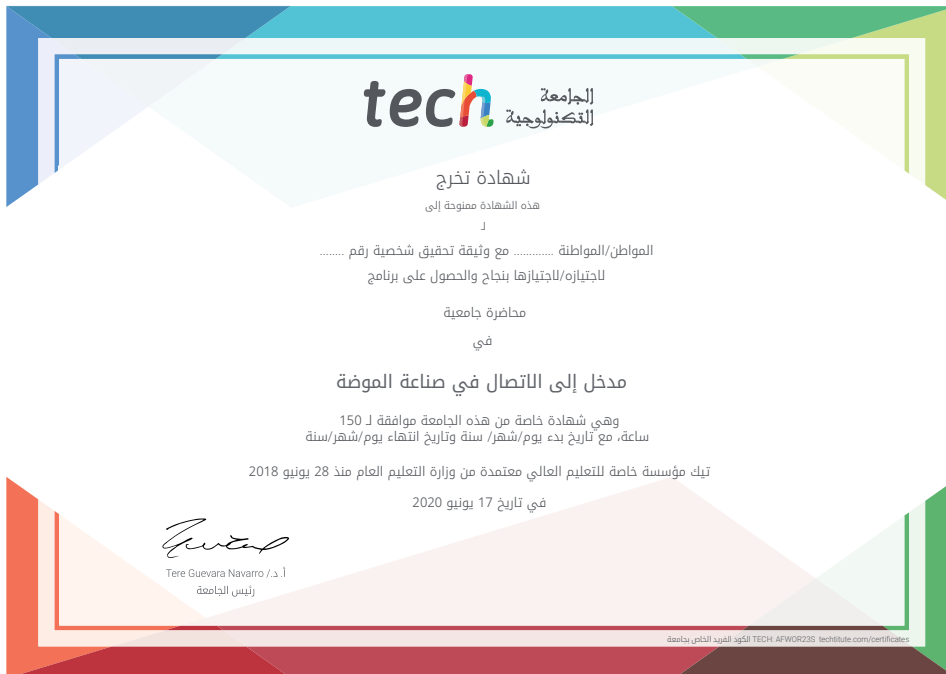 tech الجامعة
التكنولوجية
شهادة تخرج
هذه الشهادة ممنوحة إلى
لـ
المواطن/المواطنة ............ مع وثيقة تحقيق شخصية رقم ........
لاجتيازه/لاجتيازها بنجاح والحصول على برنامج
محاضرة جامعية
في
مدخل إلى الاتصال في صناعة الموضة
وهي شهادة خاصة من هذه الجامعة موافقة لـ 150
ساعة، مع تاريخ بدء يوم/شهر/ سنة وتاريخ انتهاء يوم/شهر/سنة
تيك مؤسسة خاصة للتعليم العالي معتمدة من وزارة التعليم العام منذ 28 يونيو 2018
في تاريخ 17 يونيو 2020
أ. د./ Tere Guevara Navarro
رئيس الجامعة
الكود الفريد الخاص بجامعة TECH: AFWOR23S techtitute.com/certificates